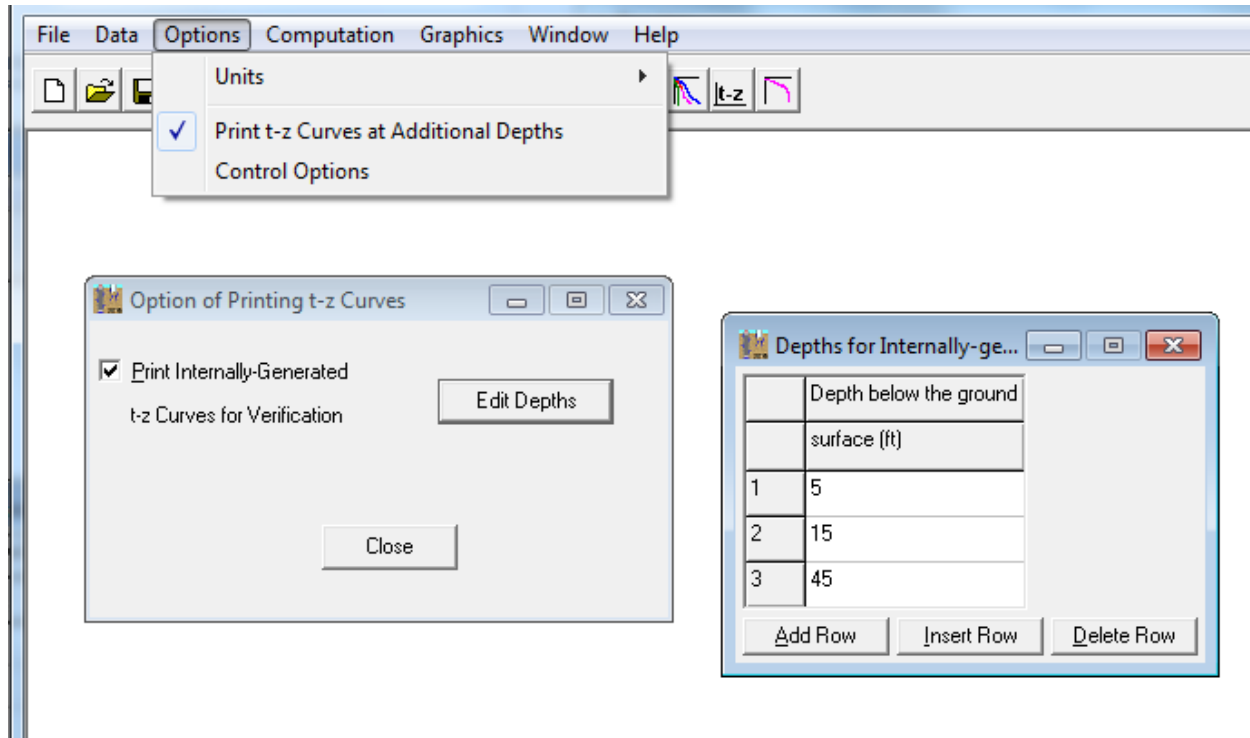 File Data Options Computation Graphics Window Help
Units
t-z
Print t-z Curves at Additional Depths
Control Options
Option of Printing t-z Curves
Print Internally-Generated
t-z Curves for Verification
Edit Depths
Close
Depths for Internally-ge...
Depth below the ground
surface (ft)
1 5
2 15
3 45
Add Row Insert Row Delete Row